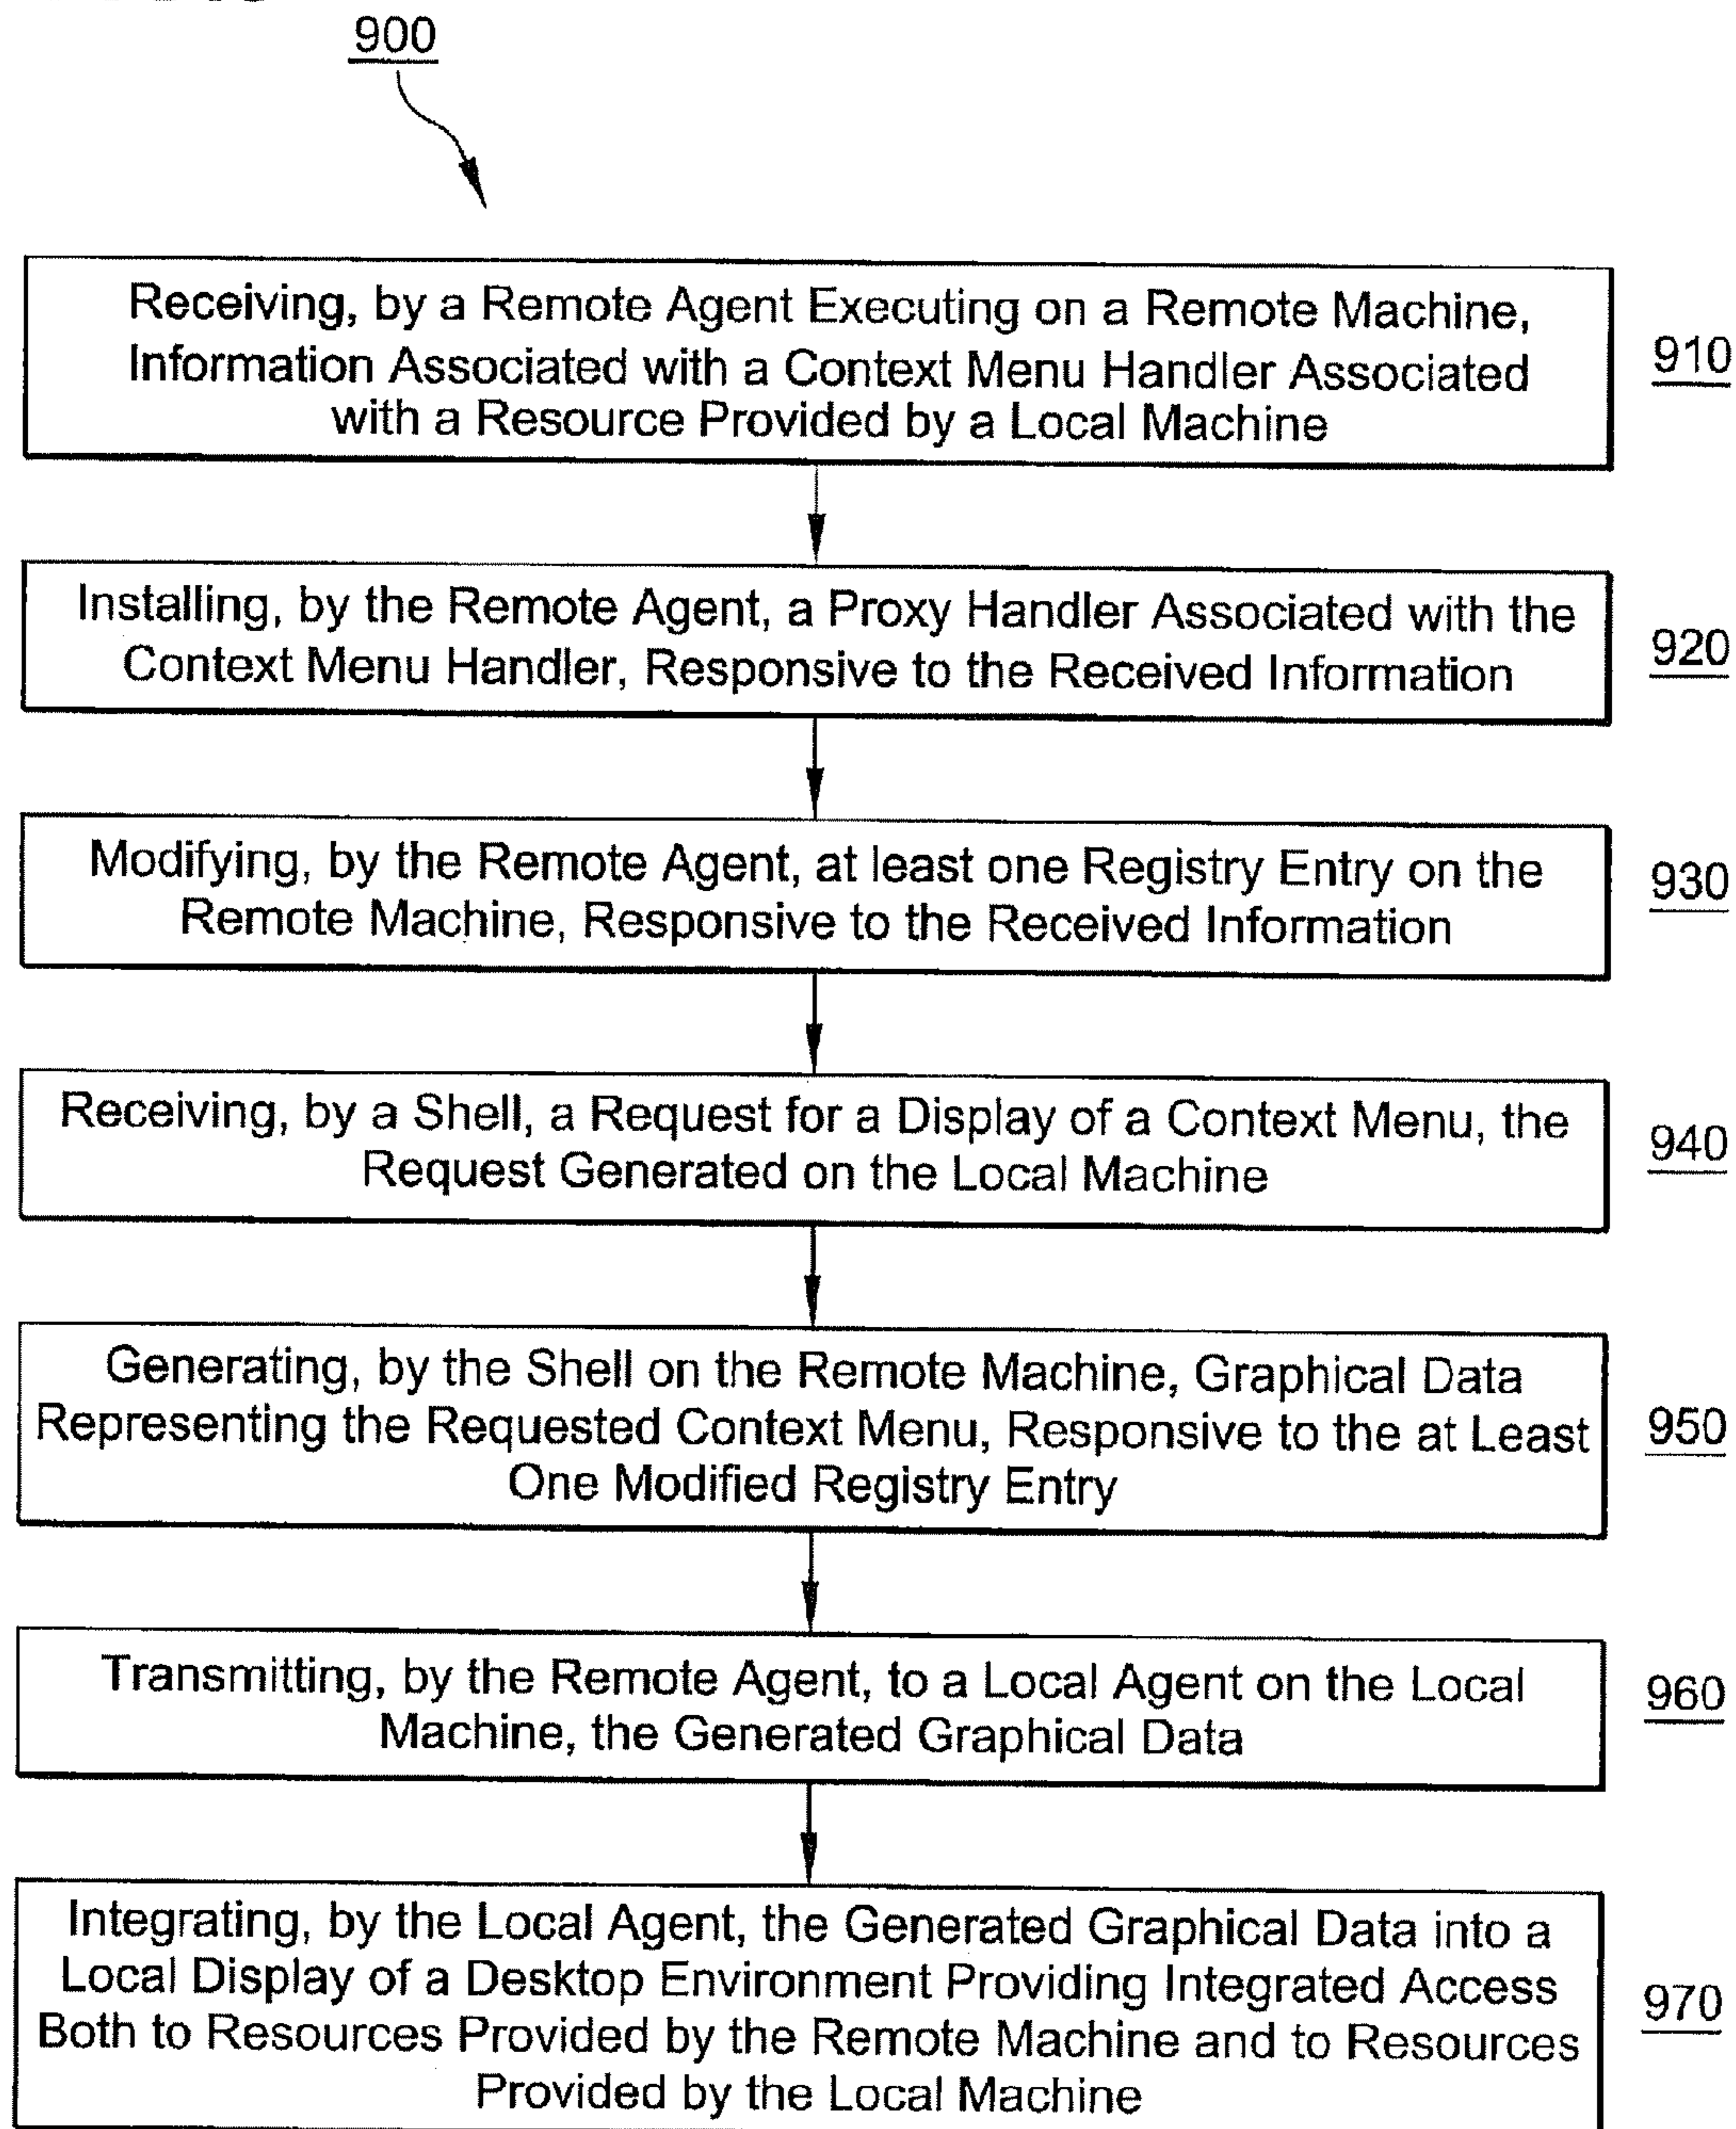 900
Receiving, by a Remote Agent Executing on a Remote Machine,
Information Associated with a Context Menu Handler Associated
with a Resource Provided by a Local Machine
910
Installing, by the Remote Agent, a Proxy Handler Associated with the
Context Menu Handler, Responsive to the Received Information
920
Modifying, by the Remote Agent, at least one Registry Entry on the
Remote Machine, Responsive to the Received Information
930
Receiving, by a Shell, a Request for a Display of a Context Menu, the
Request Generated on the Local Machine
940
Generating, by the Shell on the Remote Machine, Graphical Data
Representing the Requested Context Menu, Responsive to the at Least
One Modified Registry Entry
950
Transmitting, by the Remote Agent, to a Local Agent on the Local
Machine, the Generated Graphical Data
960
Integrating, by the Local Agent, the Generated Graphical Data into a
Local Display of a Desktop Environment Providing Integrated Access
Both to Resources Provided by the Remote Machine and to Resources
Provided by the Local Machine
970